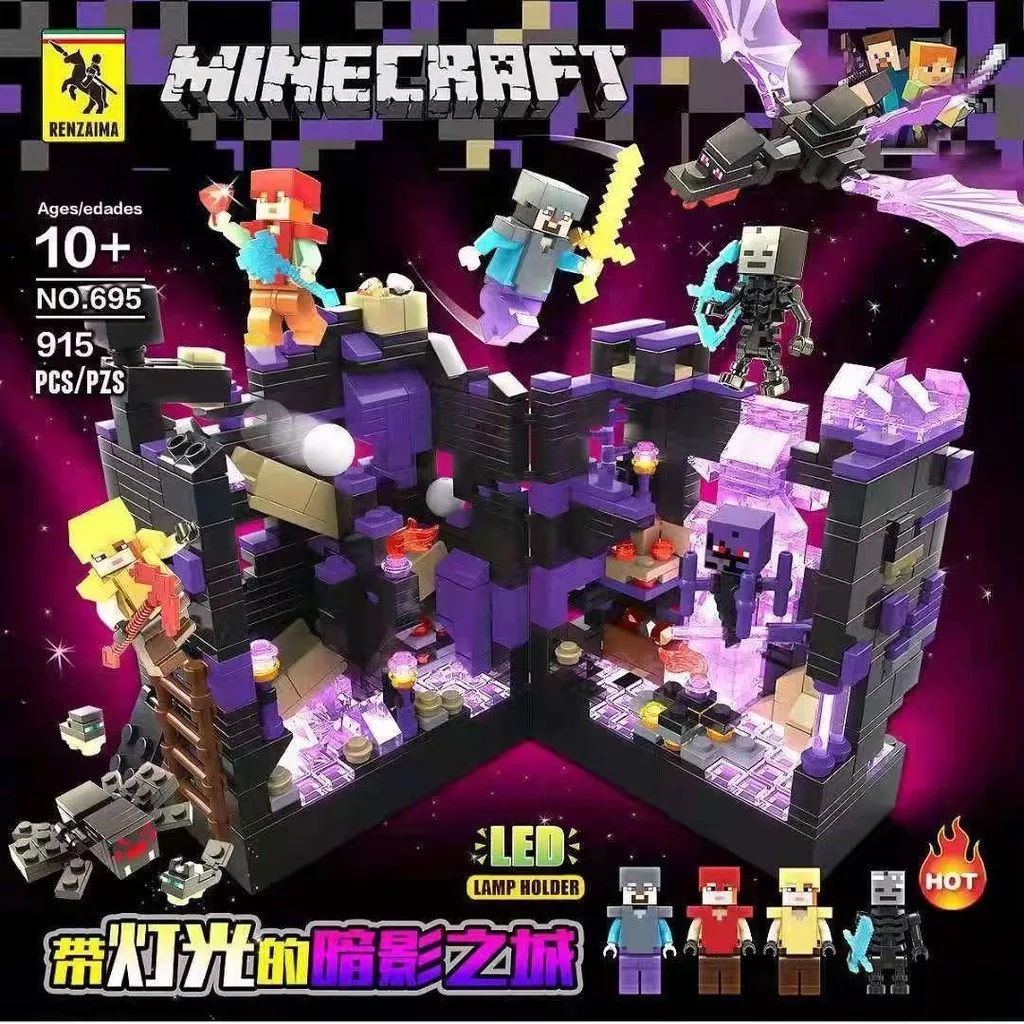 MINECRAFT
RENZAIMA
Ages/edades
10+
NO.695
915
PCS/PZS
LED
LAMP HOLDER
HOT
带灯光的暗影之城